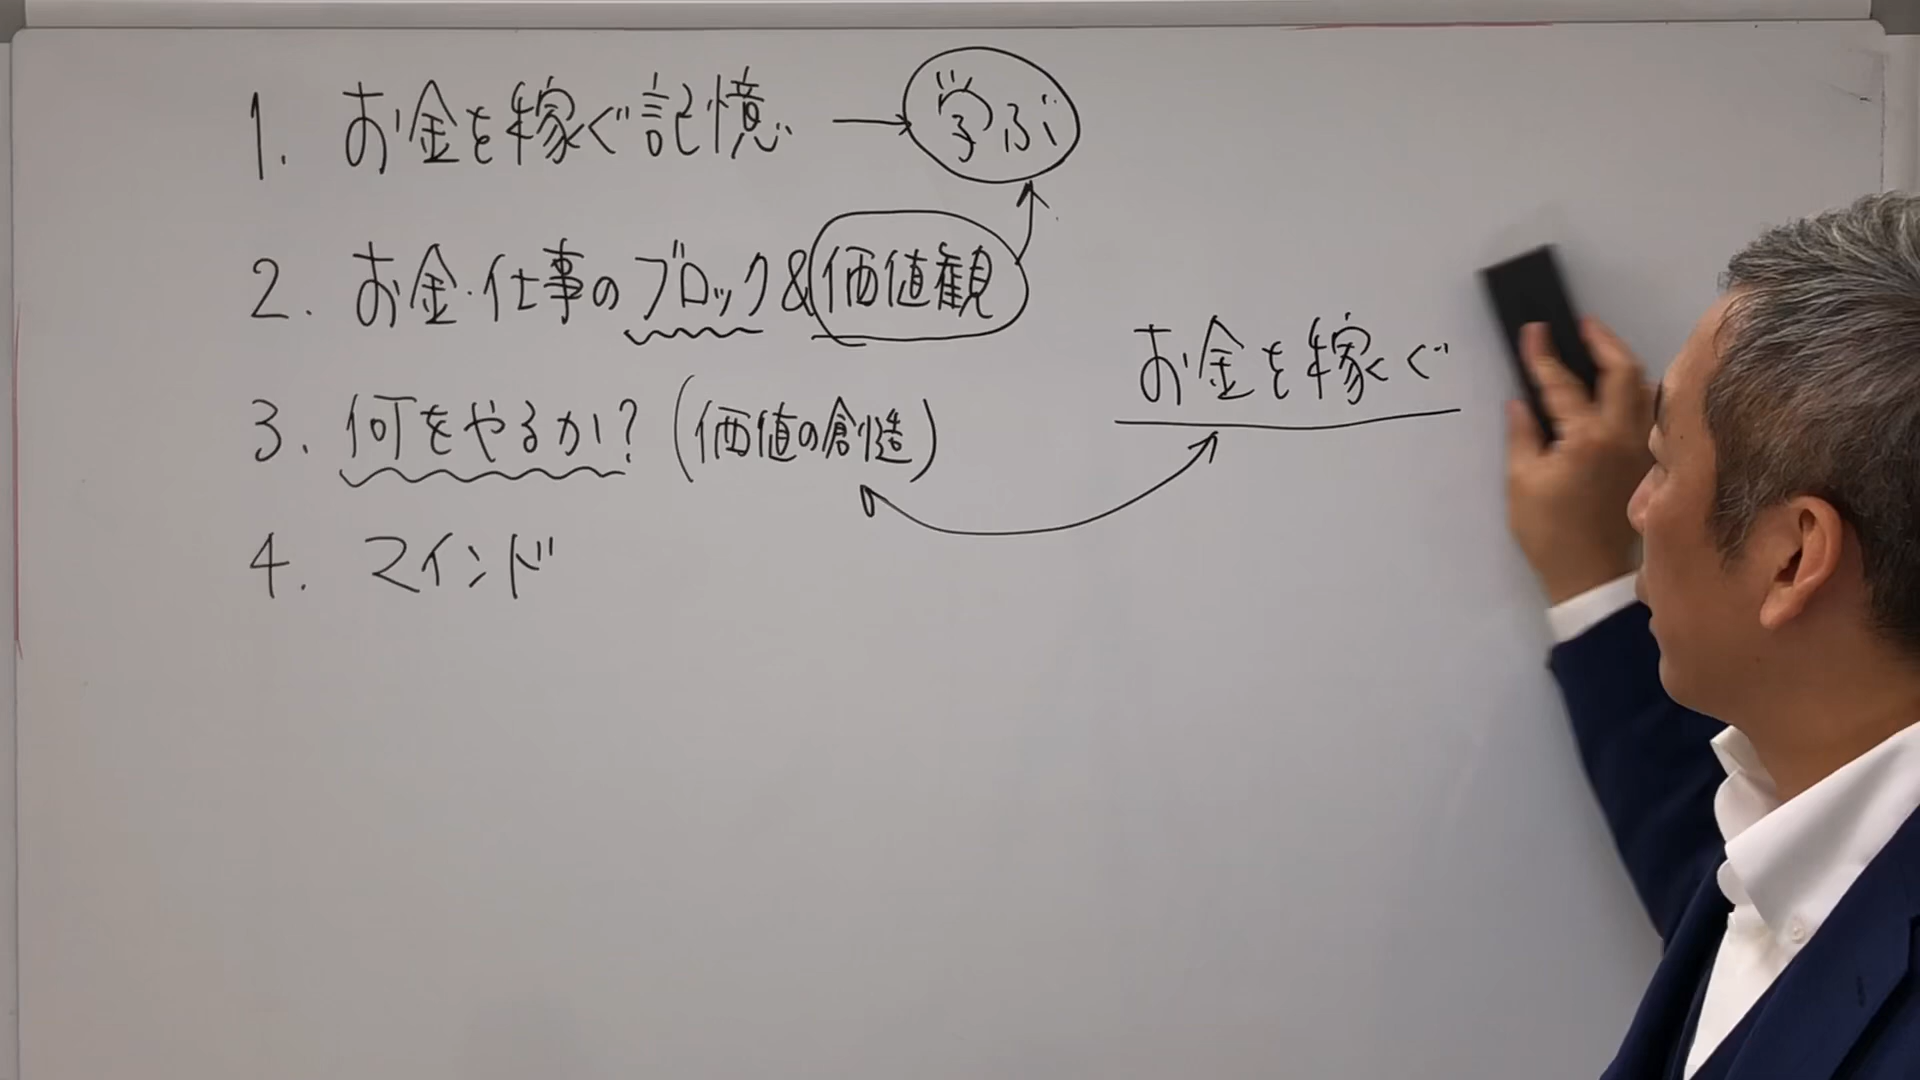 1. お金を稼ぐ記憶 → 学ぶ
2. お金・仕事のブロック&価値観
お金を稼ぐ
3. 何をやるか?(価値の創造)
4. マインド